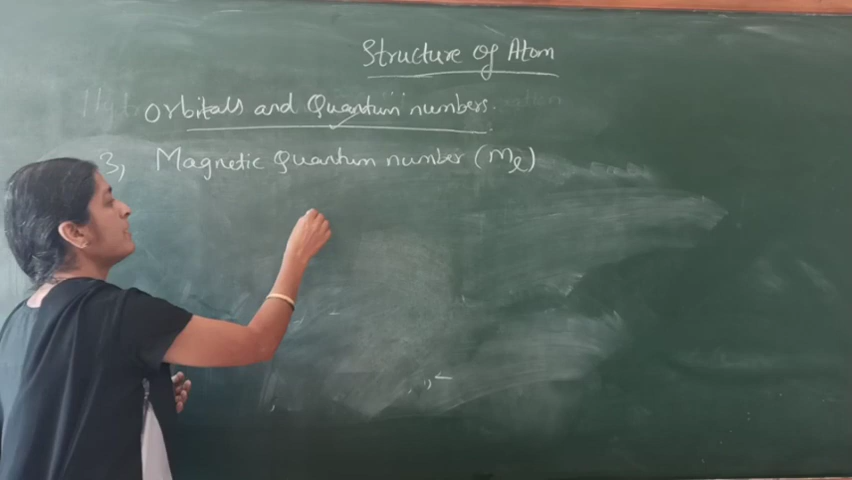 Structure of Atom
Orbitals and Quantum numbers.
3, Magnetic Quantum number (ml)